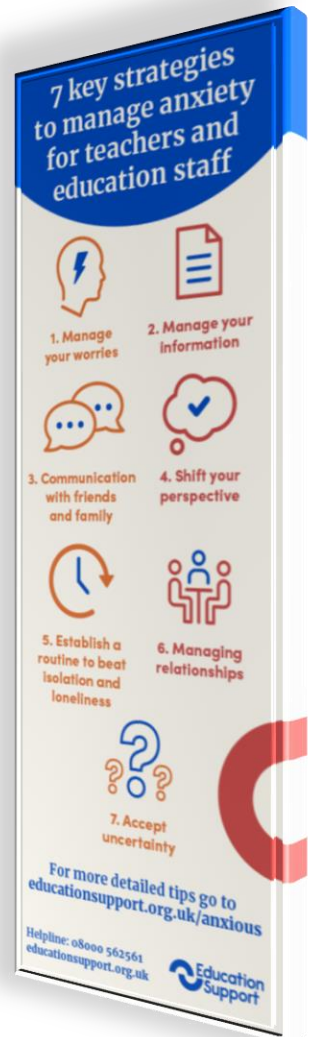 7 key strategies
to manage anxiety
for teachers and
education staff
1. Manage
your worries
2. Manage your
information
3. Communication
with friends
and family
4. Shift your
perspective
5. Establish a
routine to beat
isolation and
loneliness
6. Managing
relationships
7. Accept
uncertainty
For more detailed tips go to
educationsupport.org.uk/anxious
Helpline: 08000 562561
educationsupport.org.uk
Education
Support